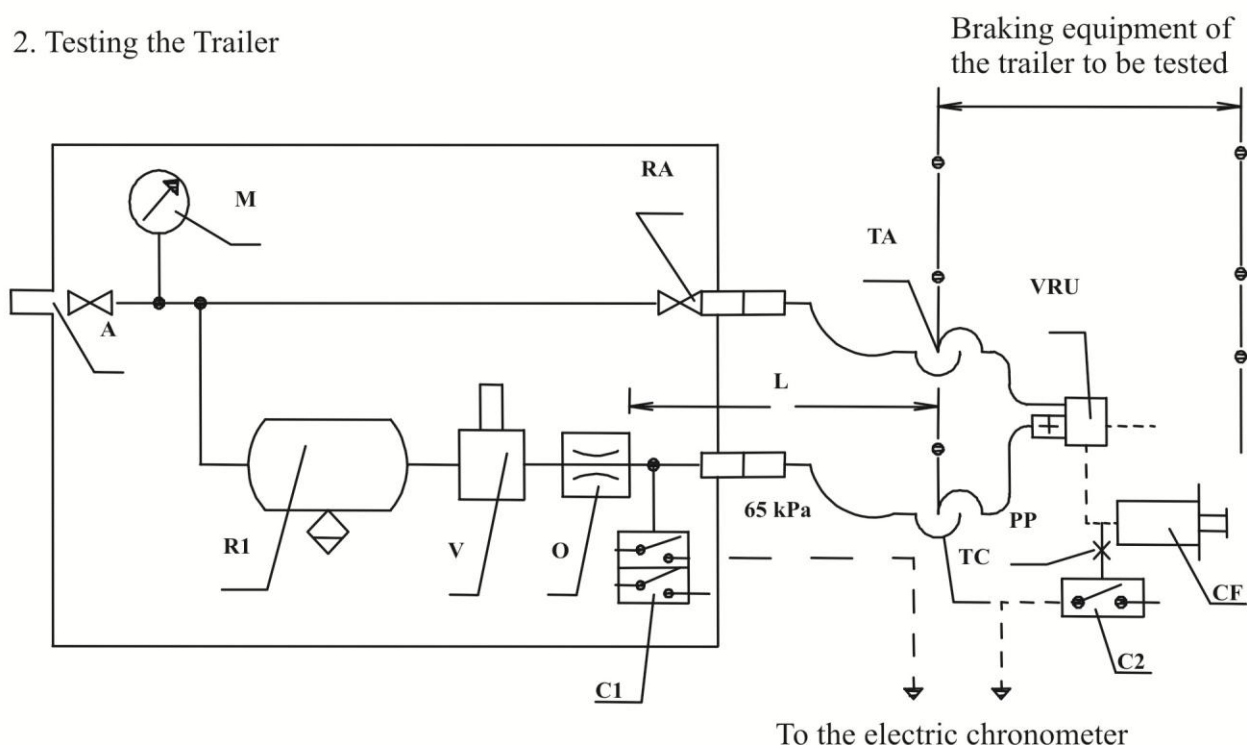 2. Testing the Trailer
Braking equipment of
the trailer to be tested
M
RA
TA
VRU
A
L
65 kPa
PP
R1
V
O
TC
CF
C1
C2
To the electric chronometer